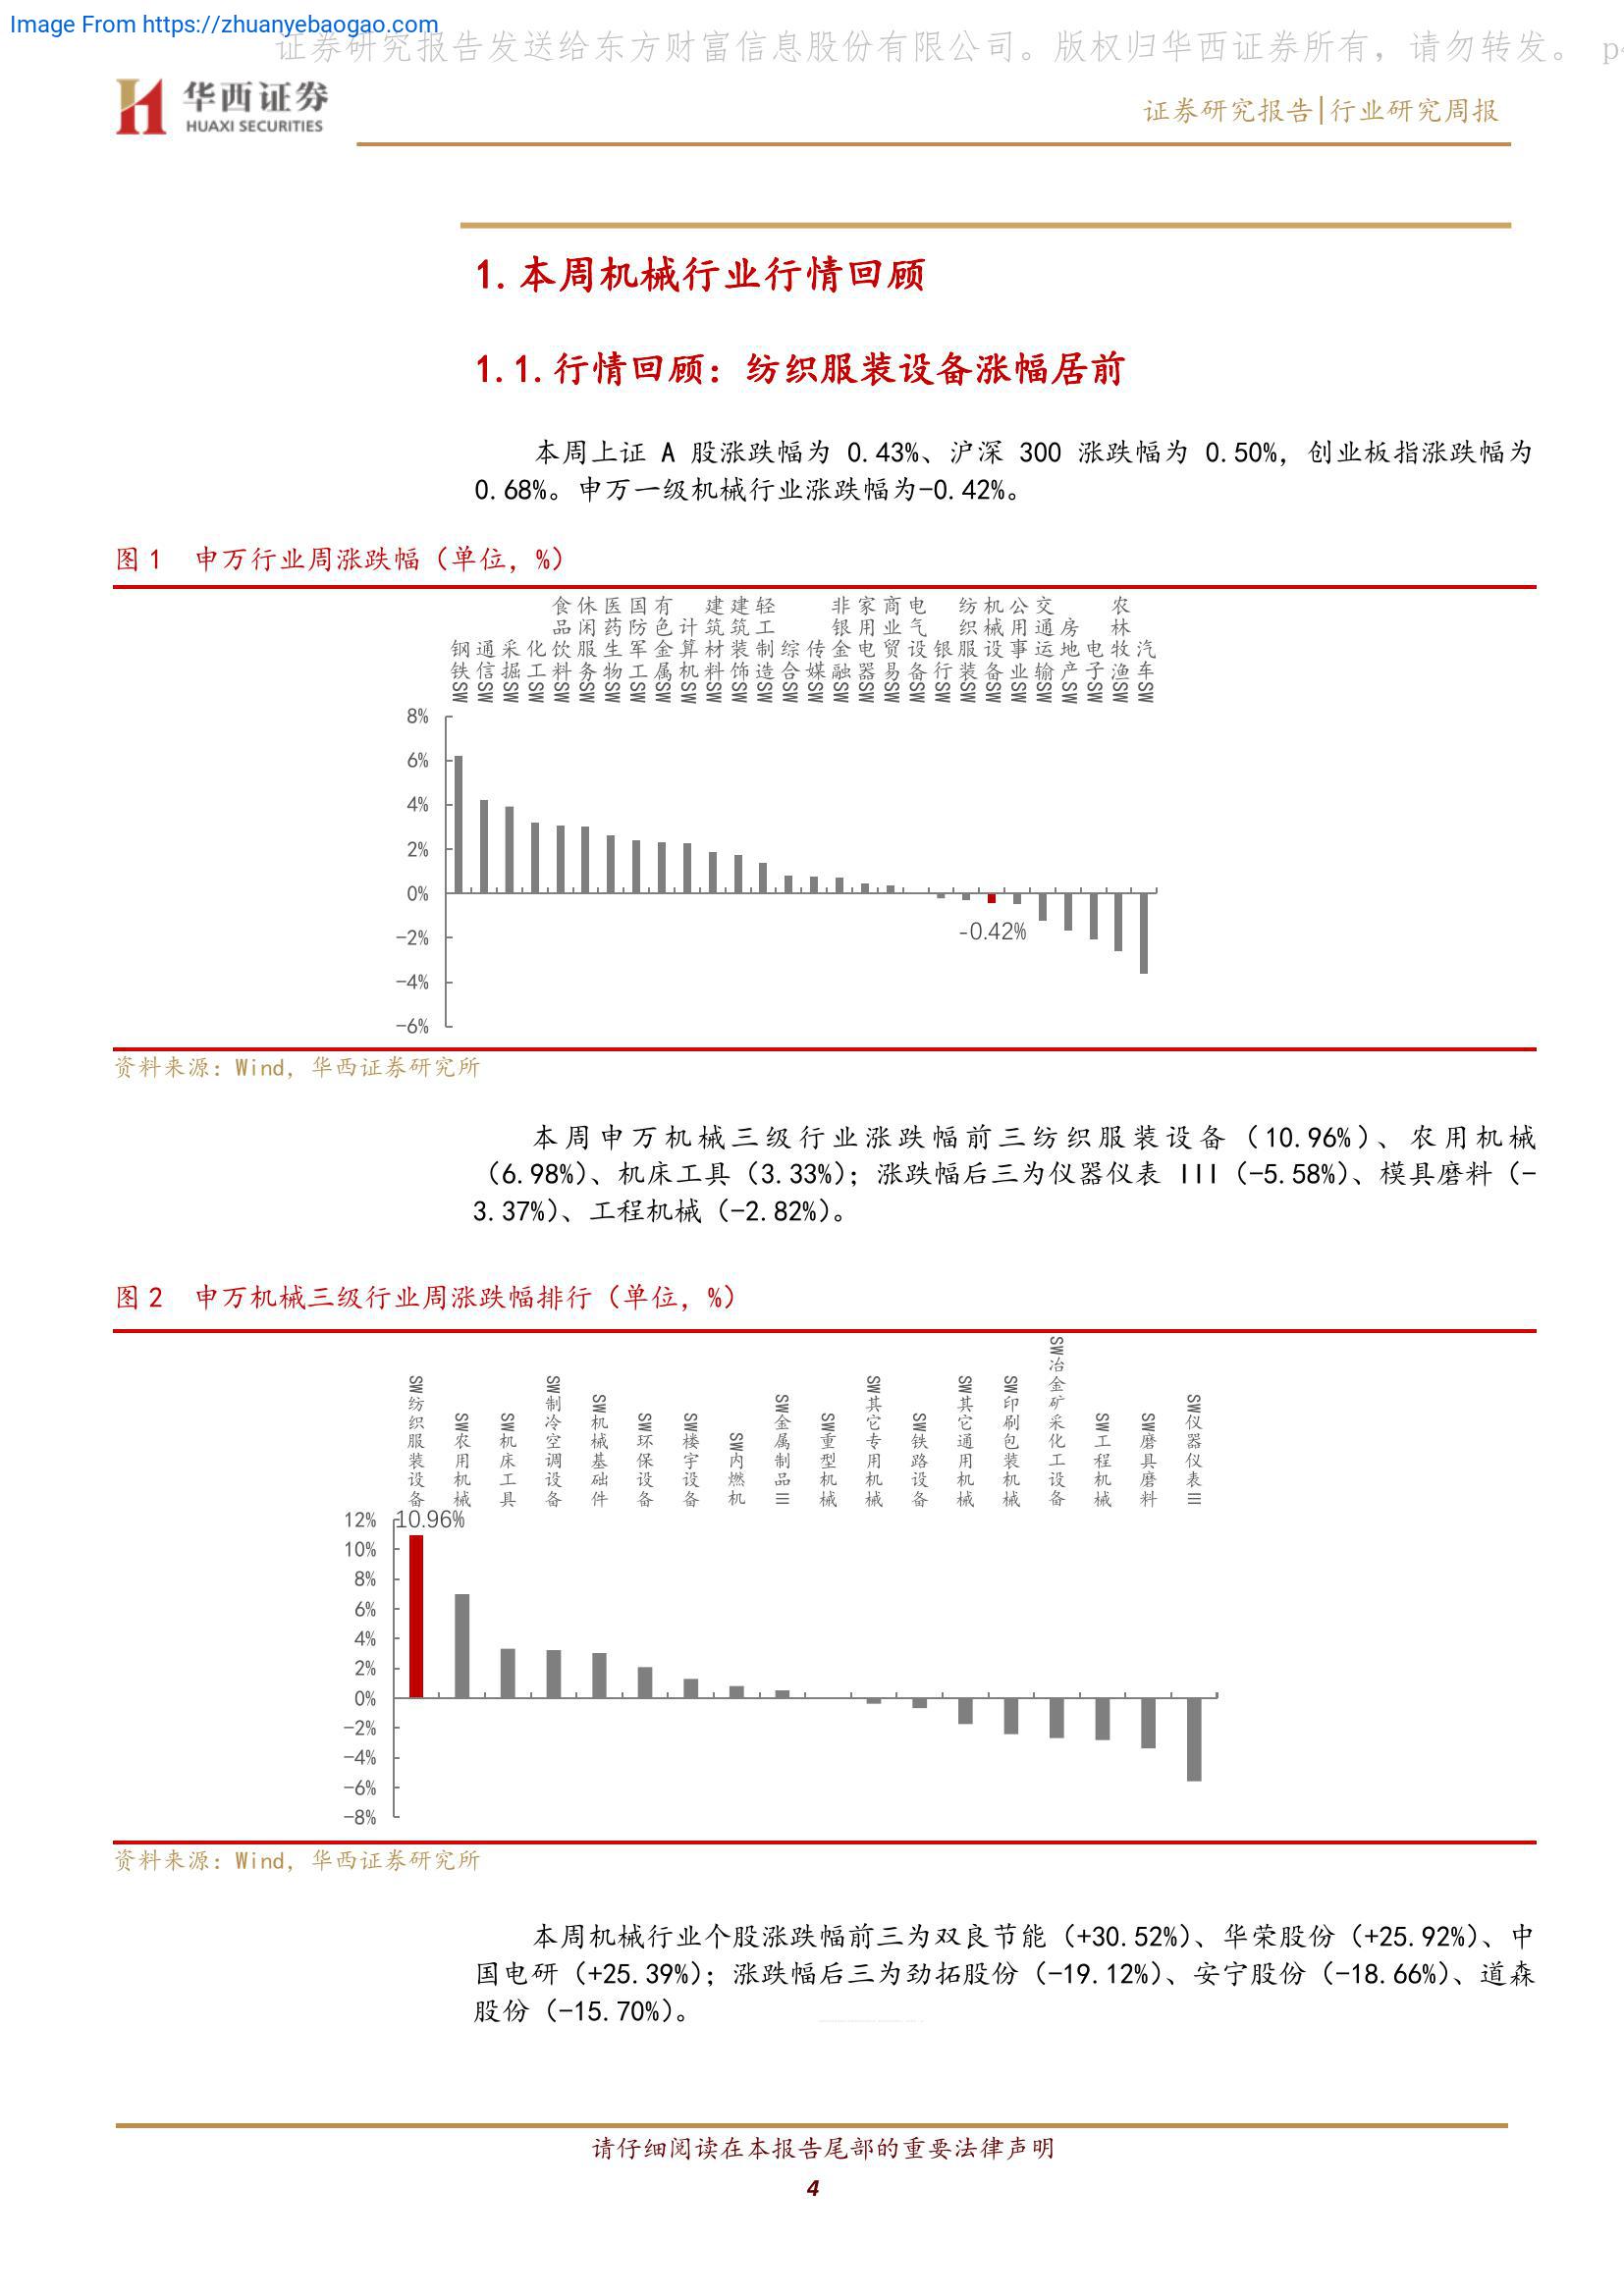 Image From https://zhuanyebaogao.com
证券研究报告发送给东方财富信息股份有限公司。版权归华西证券所有，请勿转发。 p
华西证券
HUAXI SECURITIES
证券研究报告|行业研究周报
1.本周机械行业行情回顾
1.1.行情回顾：纺织服装设备涨幅居前
本周上证 A 股涨跌幅为 0.43%、沪深 300 涨跌幅为 0.50%，创业板指涨跌幅为
0.68%。申万一级机械行业涨跌幅为-0.42%。
图 1 申万行业周涨跌幅（单位，%）
钢铁SW
通信SW
采掘SW
化工SW
食品饮料SW
休闲服务SW
医药生物SW
国防军工SW
有色金属SW
计算机SW
建筑材料SW
建筑装饰SW
轻工制造SW
综合SW
传媒SW
非银金融SW
家用电器SW
商业贸易SW
电气设备SW
银行SW
纺织服装SW
机械设备SW
公用事业SW
交通运输SW
房地产SW
电子SW
农林牧渔SW
汽车SW
8%
6%
4%
2%
0%
-2%
-4%
-6%
-0.42%
资料来源：Wind，华西证券研究所
本周申万机械三级行业涨跌幅前三纺织服装设备（10.96%）、农用机械
（6.98%）、机床工具（3.33%）；涨跌幅后三为仪器仪表 III（-5.58%）、模具磨料（-
3.37%）、工程机械（-2.82%）。
图 2 申万机械三级行业周涨跌幅排行（单位，%）
SW纺织服装设备
SW农用机械
SW机床工具
SW制冷空调设备
SW机械基础件
SW环保设备
SW楼宇设备
SW内燃机
SW金属制品III
SW重型机械
SW其它专用机械
SW铁路设备
SW其它通用机械
SW印刷包装机械
SW冶金矿采化工设备
SW工程机械
SW磨具磨料
SW仪器仪表III
12%
10%
8%
6%
4%
2%
0%
-2%
-4%
-6%
-8%
10.96%
资料来源：Wind，华西证券研究所
本周机械行业个股涨跌幅前三为双良节能（+30.52%）、华荣股份（+25.92%）、中
国电研（+25.39%）；涨跌幅后三为劲拓股份（-19.12%）、安宁股份（-18.66%）、道森
股份（-15.70%）。
请仔细阅读在本报告尾部的重要法律声明
4